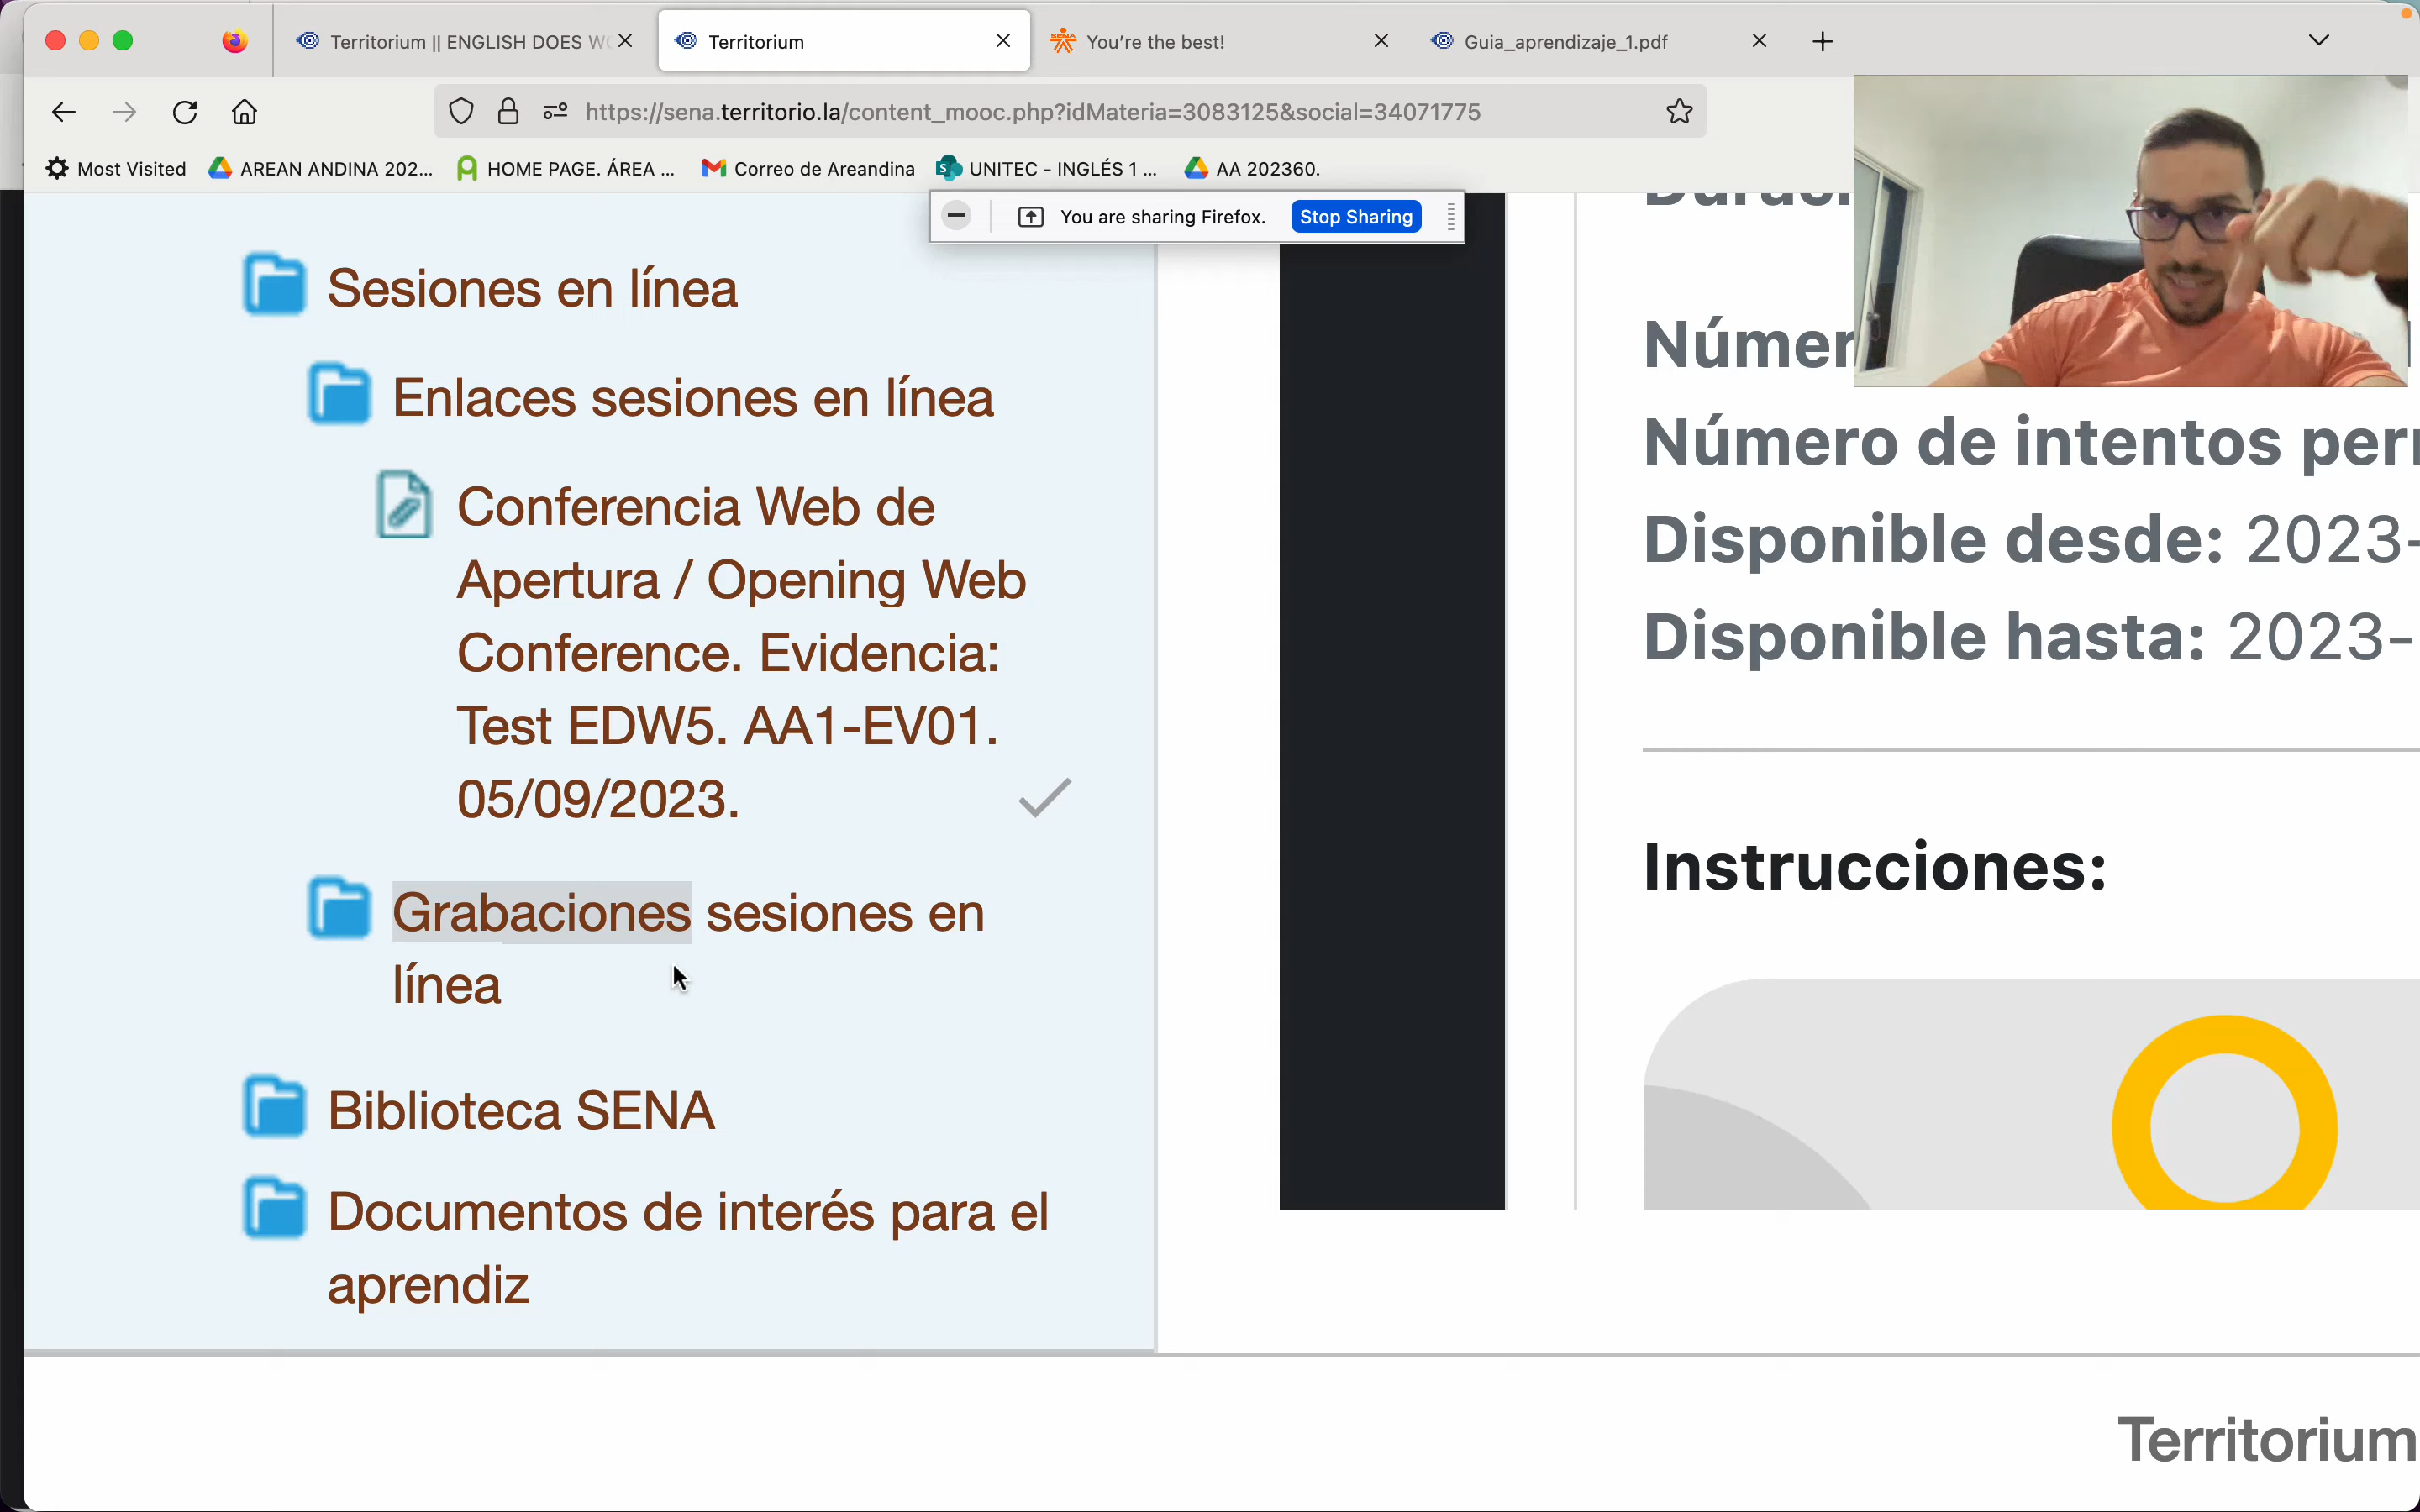 Territorium || ENGLISH DOES
Territorium
You're the best!
Guia_aprendizaje_1.pdf
https://sena.territorio.la/content_mooc.php?idMateria=3083125&social=34071775
Most Visited
AREAN ANDINA 202...
HOME PAGE. ÁREA ...
Correo de Areandina
UNITEC - INGLÉS 1 ...
AA 202360.
You are sharing Firefox.
Stop Sharing
Sesiones en línea
Enlaces sesiones en línea
Conferencia Web de
Apertura / Opening Web
Conference. Evidencia:
Test EDW5. AA1-EV01.
05/09/2023.
Grabaciones sesiones en
línea
Biblioteca SENA
Documentos de interés para el
aprendiz
Número de intentos
Disponible desde: 2023-
Disponible hasta: 2023-
Instrucciones:
Territorium